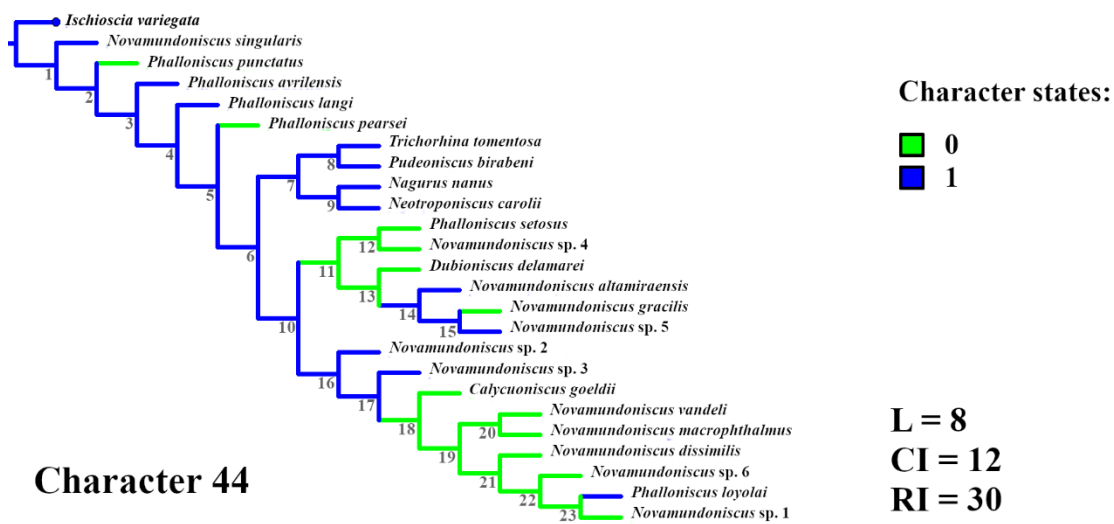 Ischioscia variegata
Novamundoniscus singularis
1
Phalloniscus punctatus
2
Phalloniscus avrilensis
3
Phalloniscus langi
4
Phalloniscus pearsei
5
Trichorhina tomentosa
8
Pudeoniscus birabeni
7
Nagurus nanus
9
Neotroponiscus carolii
6
Phalloniscus setosus
12
Novamundoniscus sp. 4
11
Dubioniscus delamarei
13
Novamundoniscus altamiraensis
14
Novamundoniscus gracilis
15
Novamundoniscus sp. 5
10
Novamundoniscus sp. 2
16
Novamundoniscus sp. 3
17
Calycuoniscus goeldii
18
Novamundoniscus vandeli
20
Novamundoniscus macrophthalmus
19
Novamundoniscus dissimilis
21
Novamundoniscus sp. 6
22
Phalloniscus loyolai
23
Novamundoniscus sp. 1
Character states:
0
1
Character 44
L = 8
CI = 12
RI = 30